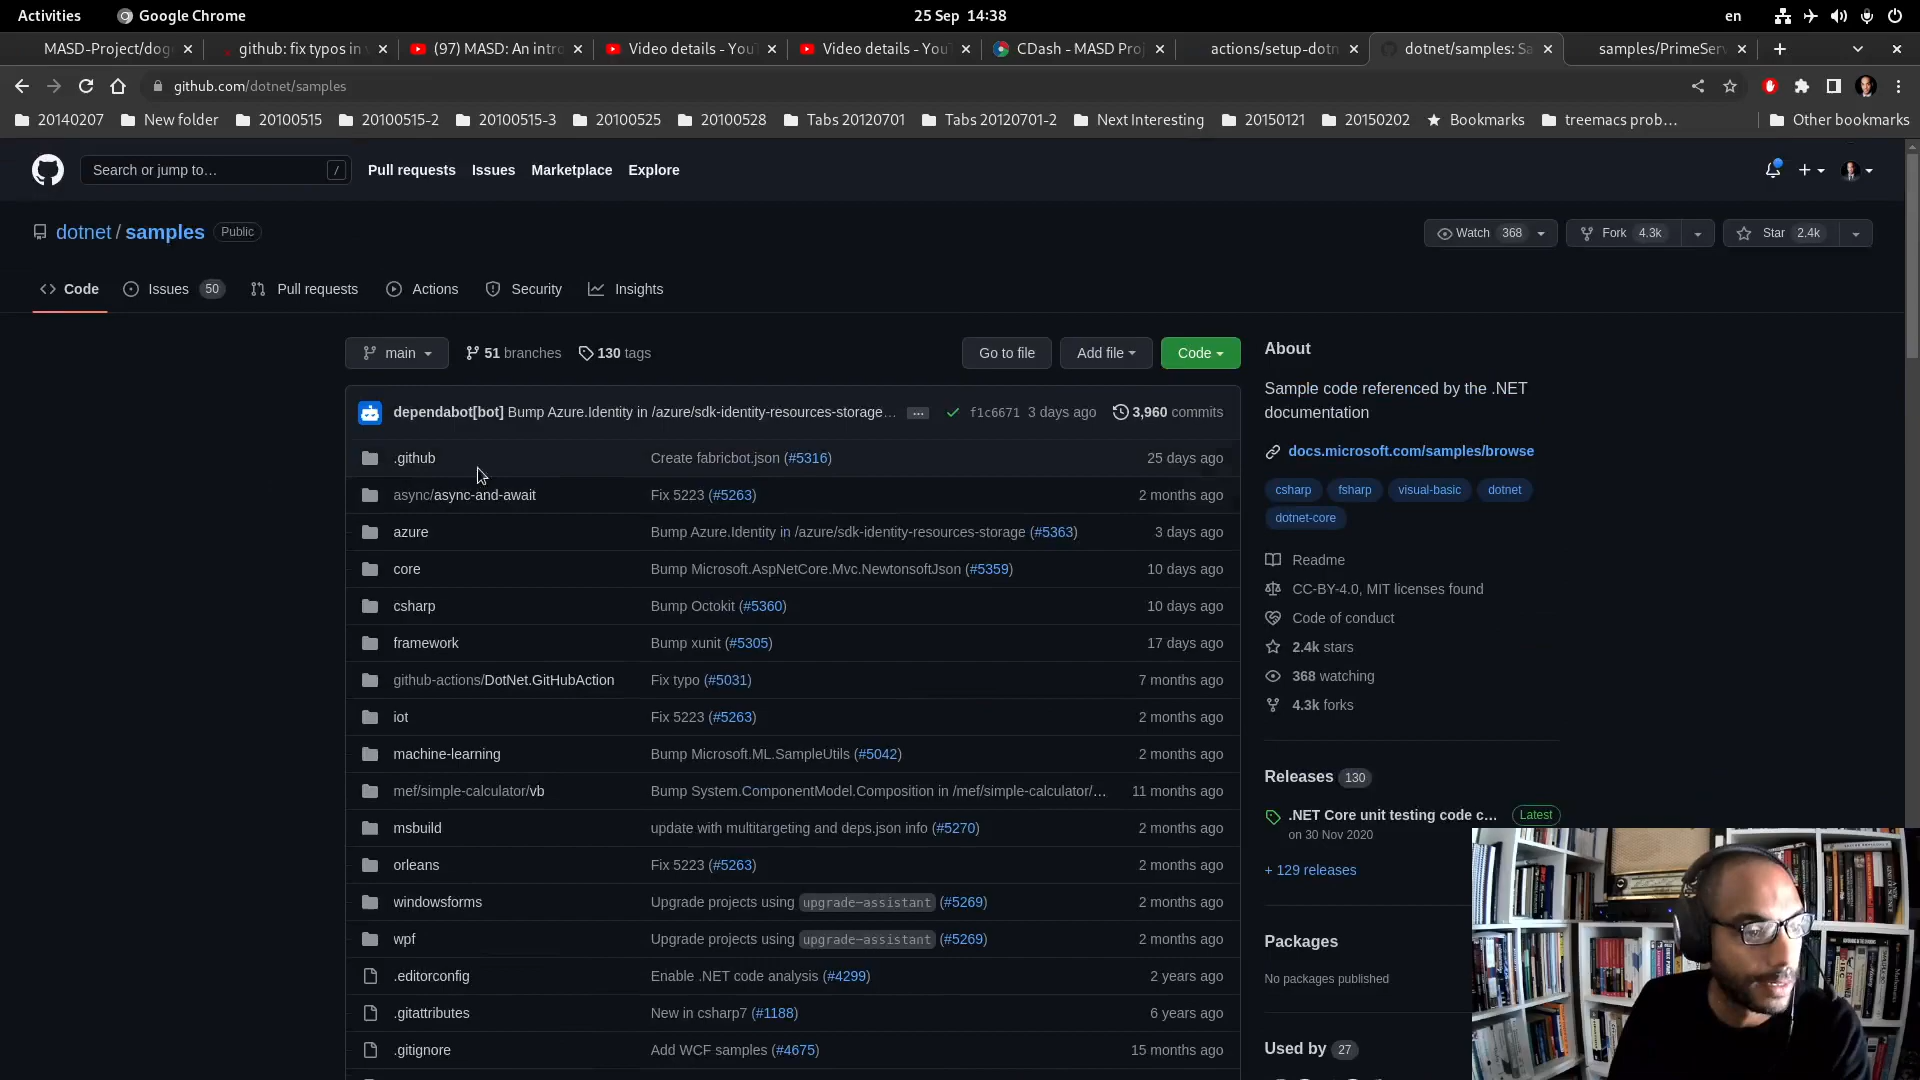 Activities
Google Chrome
25 Sep 14:38
en
MASD-Project/dog
github: fix typos in
(97) MASD: An intro
Video details - You
Video details - You
CDash - MASD Proj
actions/setup-dotn
dotnet/samples: Sa
samples/PrimeServ
github.com/dotnet/samples
20140207
New folder
20100515
20100515-2
20100515-3
20100525
20100528
Tabs 20120701
Tabs 20120701-2
Next Interesting
20150121
20150202
Bookmarks
treemacs prob…
Other bookmarks
Search or jump to…
/
Pull requests
Issues
Marketplace
Explore
dotnet / samples Public
Watch 368
Fork 4.3k
Star 2.4k
Code
Issues 50
Pull requests
Actions
Security
Insights
main
51 branches
130 tags
Go to file
Add file
Code
dependabot[bot] Bump Azure.Identity in /azure/sdk-identity-resources-storage… ... f1c6671 3 days ago 3,960 commits
.github Create fabricbot.json (#5316) 25 days ago
async/async-and-await Fix 5223 (#5263) 2 months ago
azure Bump Azure.Identity in /azure/sdk-identity-resources-storage (#5363) 3 days ago
core Bump Microsoft.AspNetCore.Mvc.NewtonsoftJson (#5359) 10 days ago
csharp Bump Octokit (#5360) 10 days ago
framework Bump xunit (#5305) 17 days ago
github-actions/DotNet.GitHubAction Fix typo (#5031) 7 months ago
iot Fix 5223 (#5263) 2 months ago
machine-learning Bump Microsoft.ML.SampleUtils (#5042) 2 months ago
mef/simple-calculator/vb Bump System.ComponentModel.Composition in /mef/simple-calculator/… 11 months ago
msbuild update with multitargeting and deps.json info (#5270) 2 months ago
orleans Fix 5223 (#5263) 2 months ago
windowsforms Upgrade projects using upgrade-assistant (#5269) 2 months ago
wpf Upgrade projects using upgrade-assistant (#5269) 2 months ago
.editorconfig Enable .NET code analysis (#4299) 2 years ago
.gitattributes New in csharp7 (#1188) 6 years ago
.gitignore Add WCF samples (#4675) 15 months ago
About
Sample code referenced by the .NET
documentation
docs.microsoft.com/samples/browse
csharp fsharp visual-basic dotnet
dotnet-core
Readme
CC-BY-4.0, MIT licenses found
Code of conduct
2.4k stars
368 watching
4.3k forks
Releases 130
.NET Core unit testing code c... Latest
on 30 Nov 2020
+ 129 releases
Packages
No packages published
Used by 27